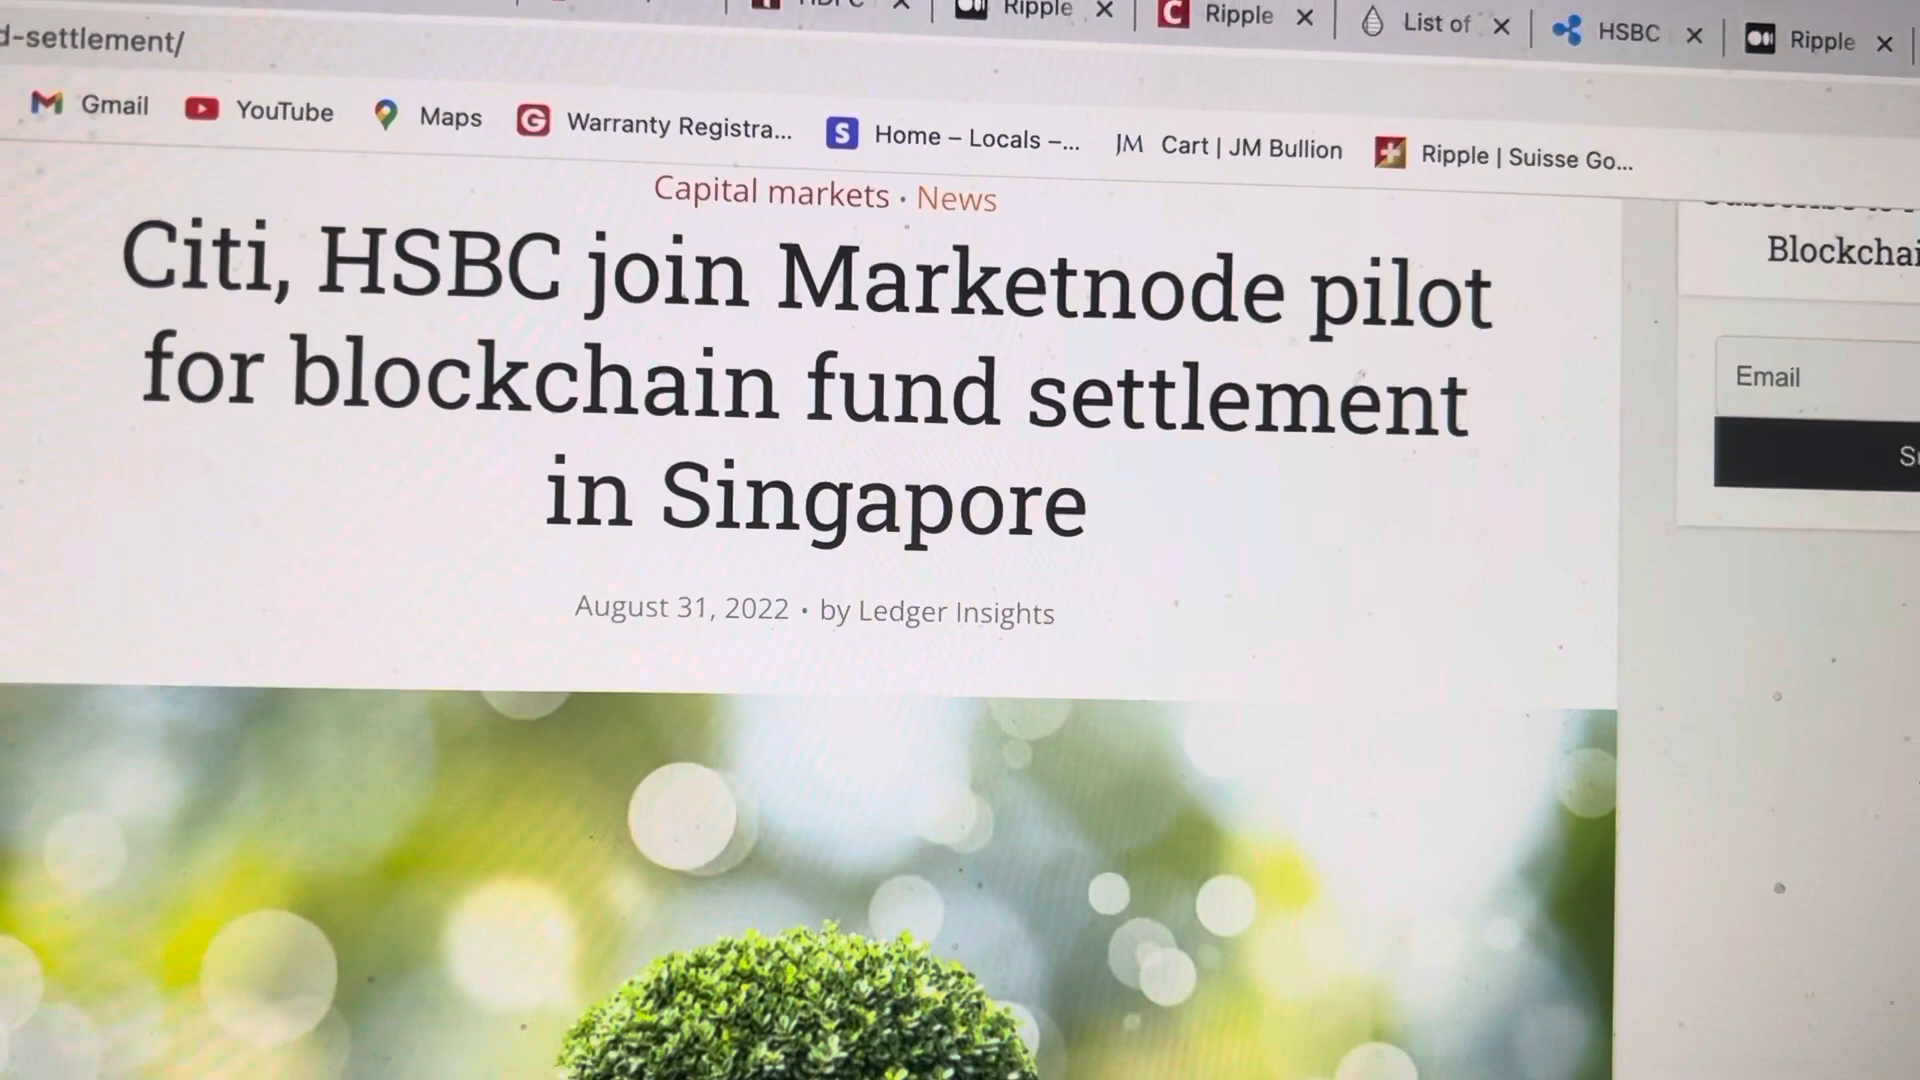 Ripple
Ripple
List of
HSBC
Ripple
d-settlement/
Gmail
YouTube
Maps
Warranty Registra...
Home – Locals –...
JM Cart | JM Bullion
Ripple | Suisse Go...
Capital markets · News
Citi, HSBC join Marketnode pilot
for blockchain fund settlement
in Singapore
August 31, 2022 · by Ledger Insights
Blockchai
Email